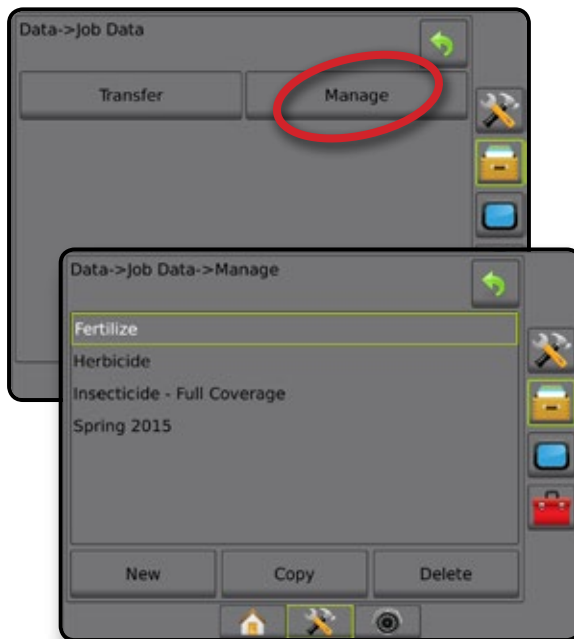 Data->Job Data
Transfer Manage
Data->Job Data->Manage
Fertilize
Herbicide
Insecticide - Full Coverage
Spring 2015
New Copy Delete